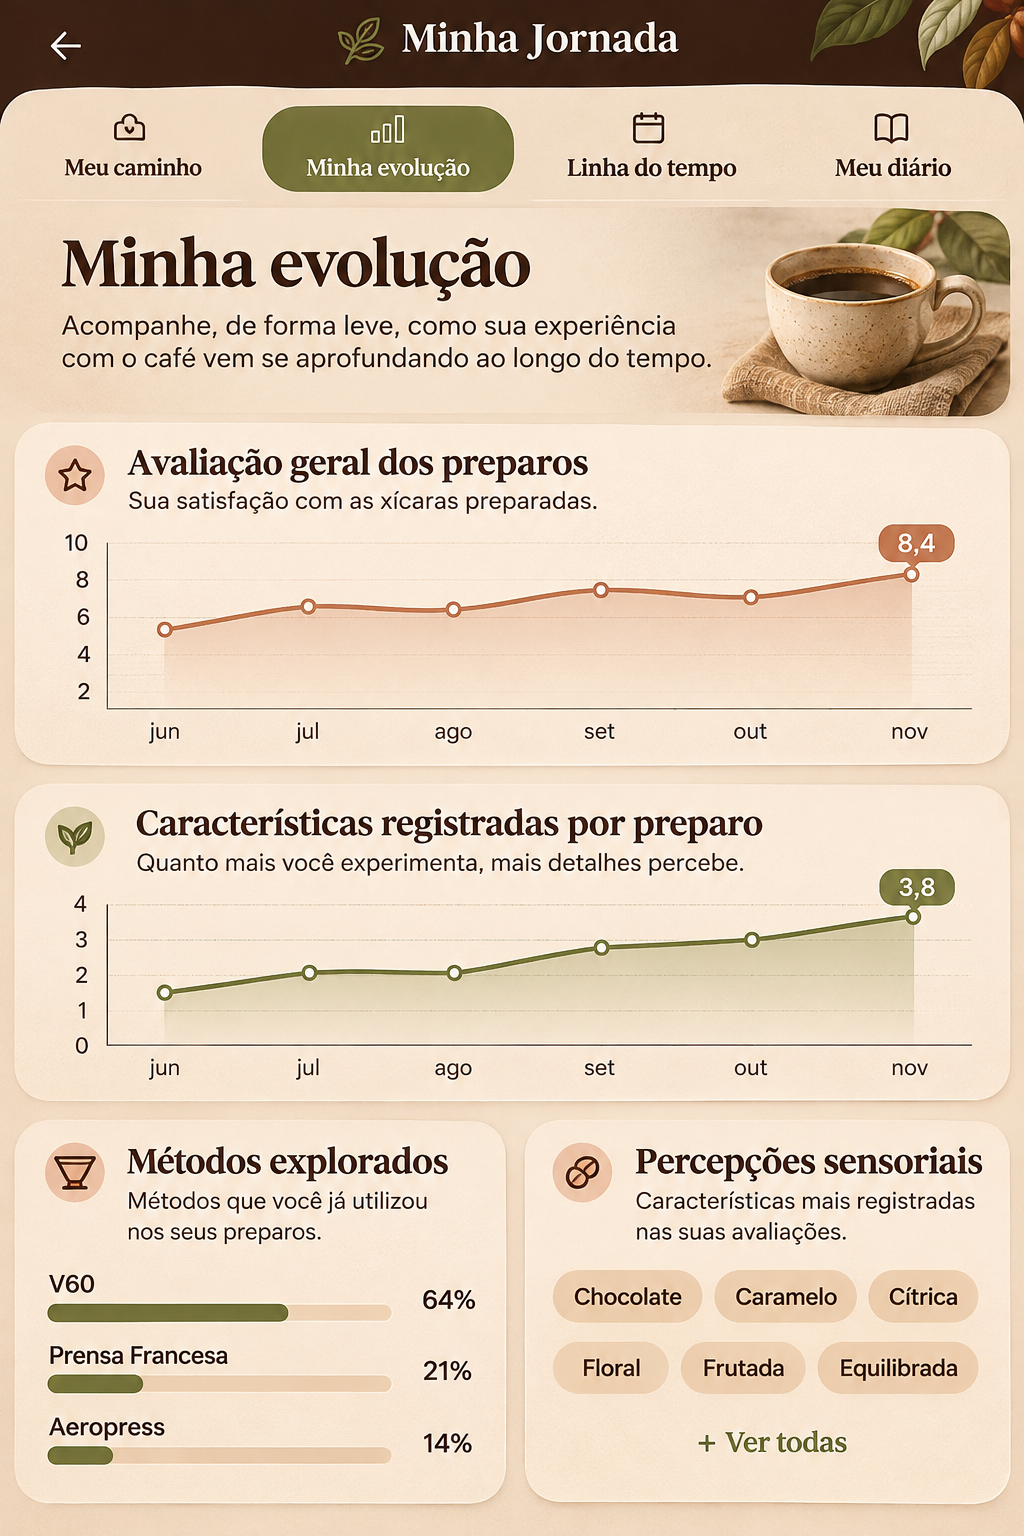 Minha Jornada
Meu caminho
Minha evolução
Linha do tempo
Meu diário
Minha evolução
Acompanhe, de forma leve, como sua experiência
com o café vem se aprofundando ao longo do tempo.
Avaliação geral dos preparos
Sua satisfação com as xícaras preparadas.
10
8
6
4
2
8,4
jun jul ago set out nov
Características registradas por preparo
Quanto mais você experimenta, mais detalhes percebe.
4
3
2
1
0
3,8
jun jul ago set out nov
Métodos explorados
Métodos que você já utilizou
nos seus preparos.
V60
64%
Prensa Francesa
21%
Aeropress
14%
Percepções sensoriais
Características mais registradas
nas suas avaliações.
Chocolate Caramelo Cítrica
Floral Frutada Equilibrada
+ Ver todas